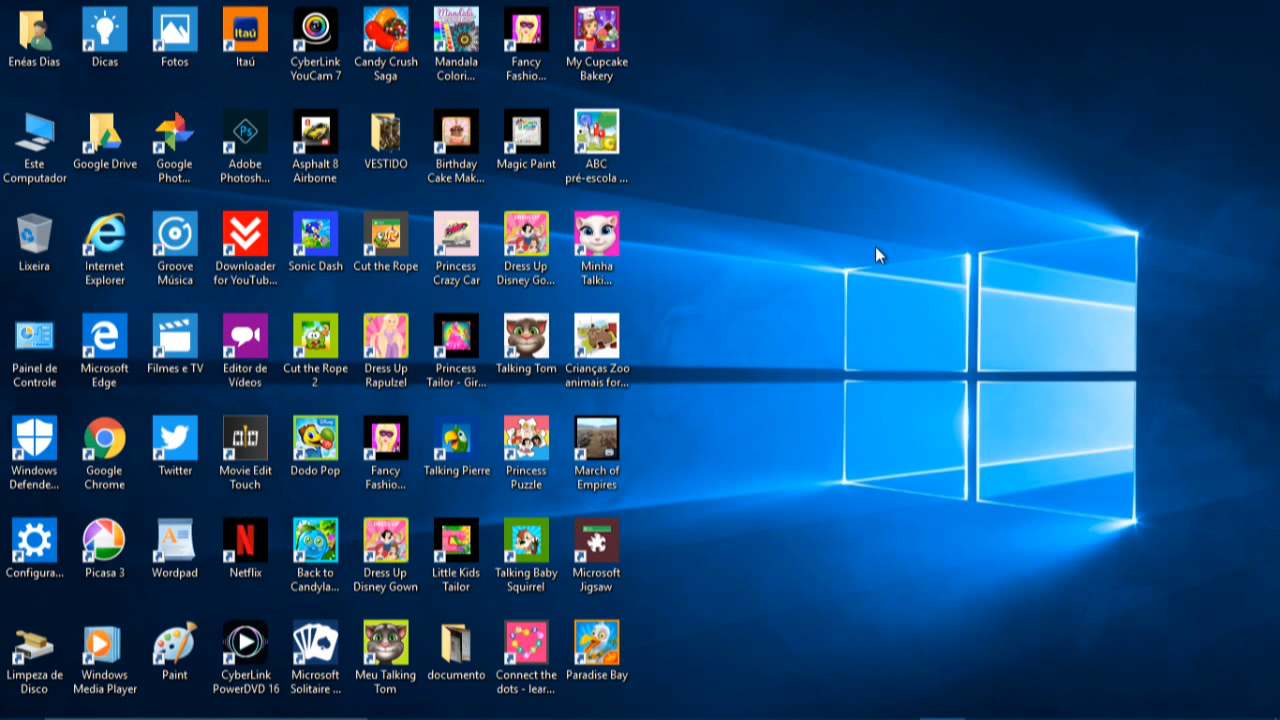 Enéas Dias
Dicas
Fotos
Itaú
CyberLink
YouCam 7
Candy Crush
Saga
Mandala
Colori...
Fancy
Fashio...
My Cupcake
Bakery
Este
Computador
Google Drive
Google
Phot...
Adobe
Photosh...
Asphalt 8
Airborne
VESTIDO
Birthday
Cake Mak...
Magic Paint
ABC
pré-escola ...
Lixeira
Internet
Explorer
Groove
Música
Downloader
for YouTub...
Sonic Dash
Cut the Rope
Princess
Crazy Car
Dress Up
Disney Go...
Minha
Talki...
Painel de
Controle
Microsoft
Edge
Filmes e TV
Editor de
Vídeos
Cut the Rope
2
Dress Up
Rapulzel
Princess
Tailor - Gir...
Talking Tom
Crianças Zoo
animais for...
Windows
Defende...
Google
Chrome
Twitter
Movie Edit
Touch
Dodo Pop
Fancy
Fashio...
Talking Pierre
Princess
Puzzle
March of
Empires
Configura...
Picasa 3
Wordpad
Netflix
Back to
Candyla...
Dress Up
Disney Gown
Little Kids
Tailor
Talking Baby
Squirrel
Microsoft
Jigsaw
Limpeza de
Disco
Windows
Media Player
Paint
CyberLink
PowerDVD 16
Microsoft
Solitaire ...
Meu Talking
Tom
documento
Connect the
dots - lear...
Paradise Bay